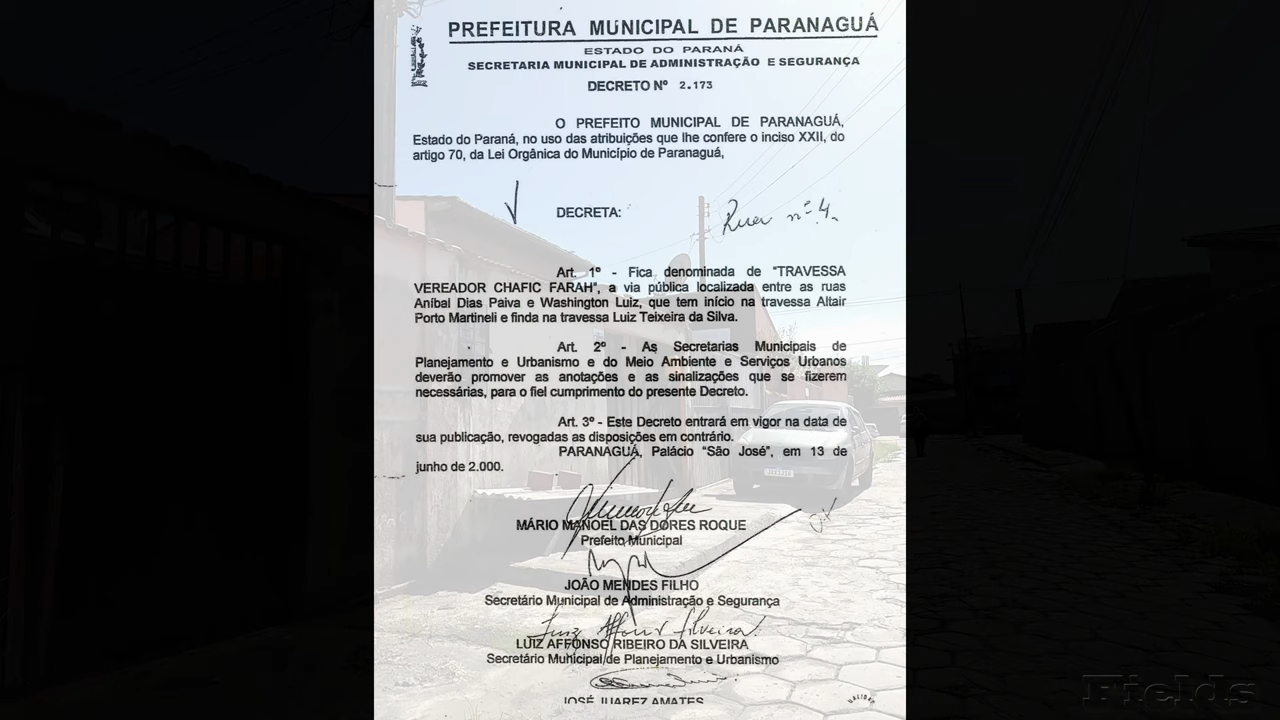 PREFEITURA MUNICIPAL DE PARANAGUÁ
ESTADO DO PARANÁ
SECRETARIA MUNICIPAL DE ADMINISTRAÇÃO E SEGURANÇA
DECRETO Nº 2.173
O PREFEITO MUNICIPAL DE PARANAGUÁ,
Estado do Paraná, no uso das atribuições que lhe confere o inciso XXII, do
artigo 70, da Lei Orgânica do Município de Paranaguá,
DECRETA:
Rua nº 4.
Art. 1º - Fica denominada de "TRAVESSA
VEREADOR CHAFIC FARAH", a via pública localizada entre as ruas
Aníbal Dias Paiva e Washington Luiz, que tem início na travessa Altair
Porto Martineli e finda na travessa Luiz Teixeira da Silva.
Art. 2º - As Secretarias Municipais de
Planejamento e Urbanismo e do Meio Ambiente e Serviços Urbanos
deverão promover as anotações e as sinalizações que se fizerem
necessárias, para o fiel cumprimento do presente Decreto.
Art. 3º - Este Decreto entrará em vigor na data de
sua publicação, revogadas as disposições em contrário.
PARANAGUÁ, Palácio "São José", em 13 de
junho de 2.000.
MÁRIO MANOEL DAS DORES ROQUE
Prefeito Municipal
JOÃO MENDES FILHO
Secretário Municipal de Administração e Segurança
Luiz Affonso Silveira
LUIZ AFFONSO RIBEIRO DA SILVEIRA
Secretário Municipal de Planejamento e Urbanismo
JOSÉ JUAREZ AMATES
Fields